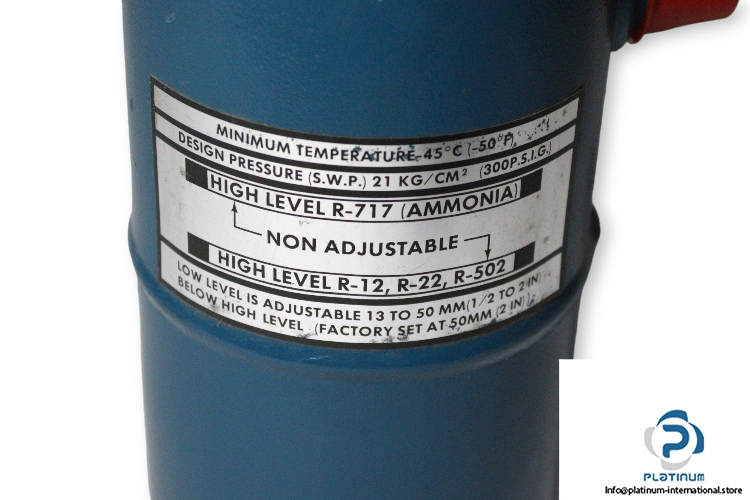 MINIMUM TEMPERATURE-45°C (-50°F)
DESIGN PRESSURE (S.W.P.) 21 KG/CM² (300P.S.I.G.)
HIGH LEVEL R-717 (AMMONIA)
NON ADJUSTABLE
HIGH LEVEL R-12, R-22, R-502
LOW LEVEL IS ADJUSTABLE 13 TO 50 MM(1/2 TO 2 IN)
BELOW HIGH LEVEL (FACTORY SET AT 50MM (2 IN)
PLATINUM
Info@platinum-international.store